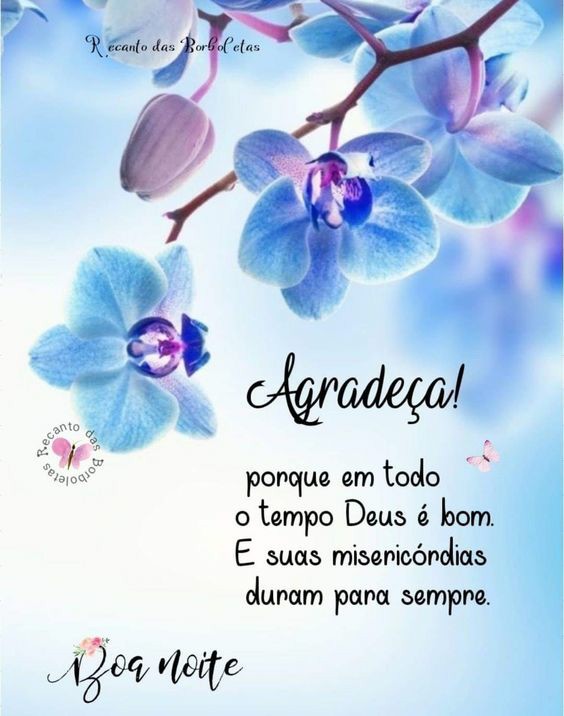 Recanto das Borboletas
Agradeça!
Recanto das Borboletas
porque em todo
o tempo Deus é bom.
E suas misericórdias
duram para sempre.
Boa noite